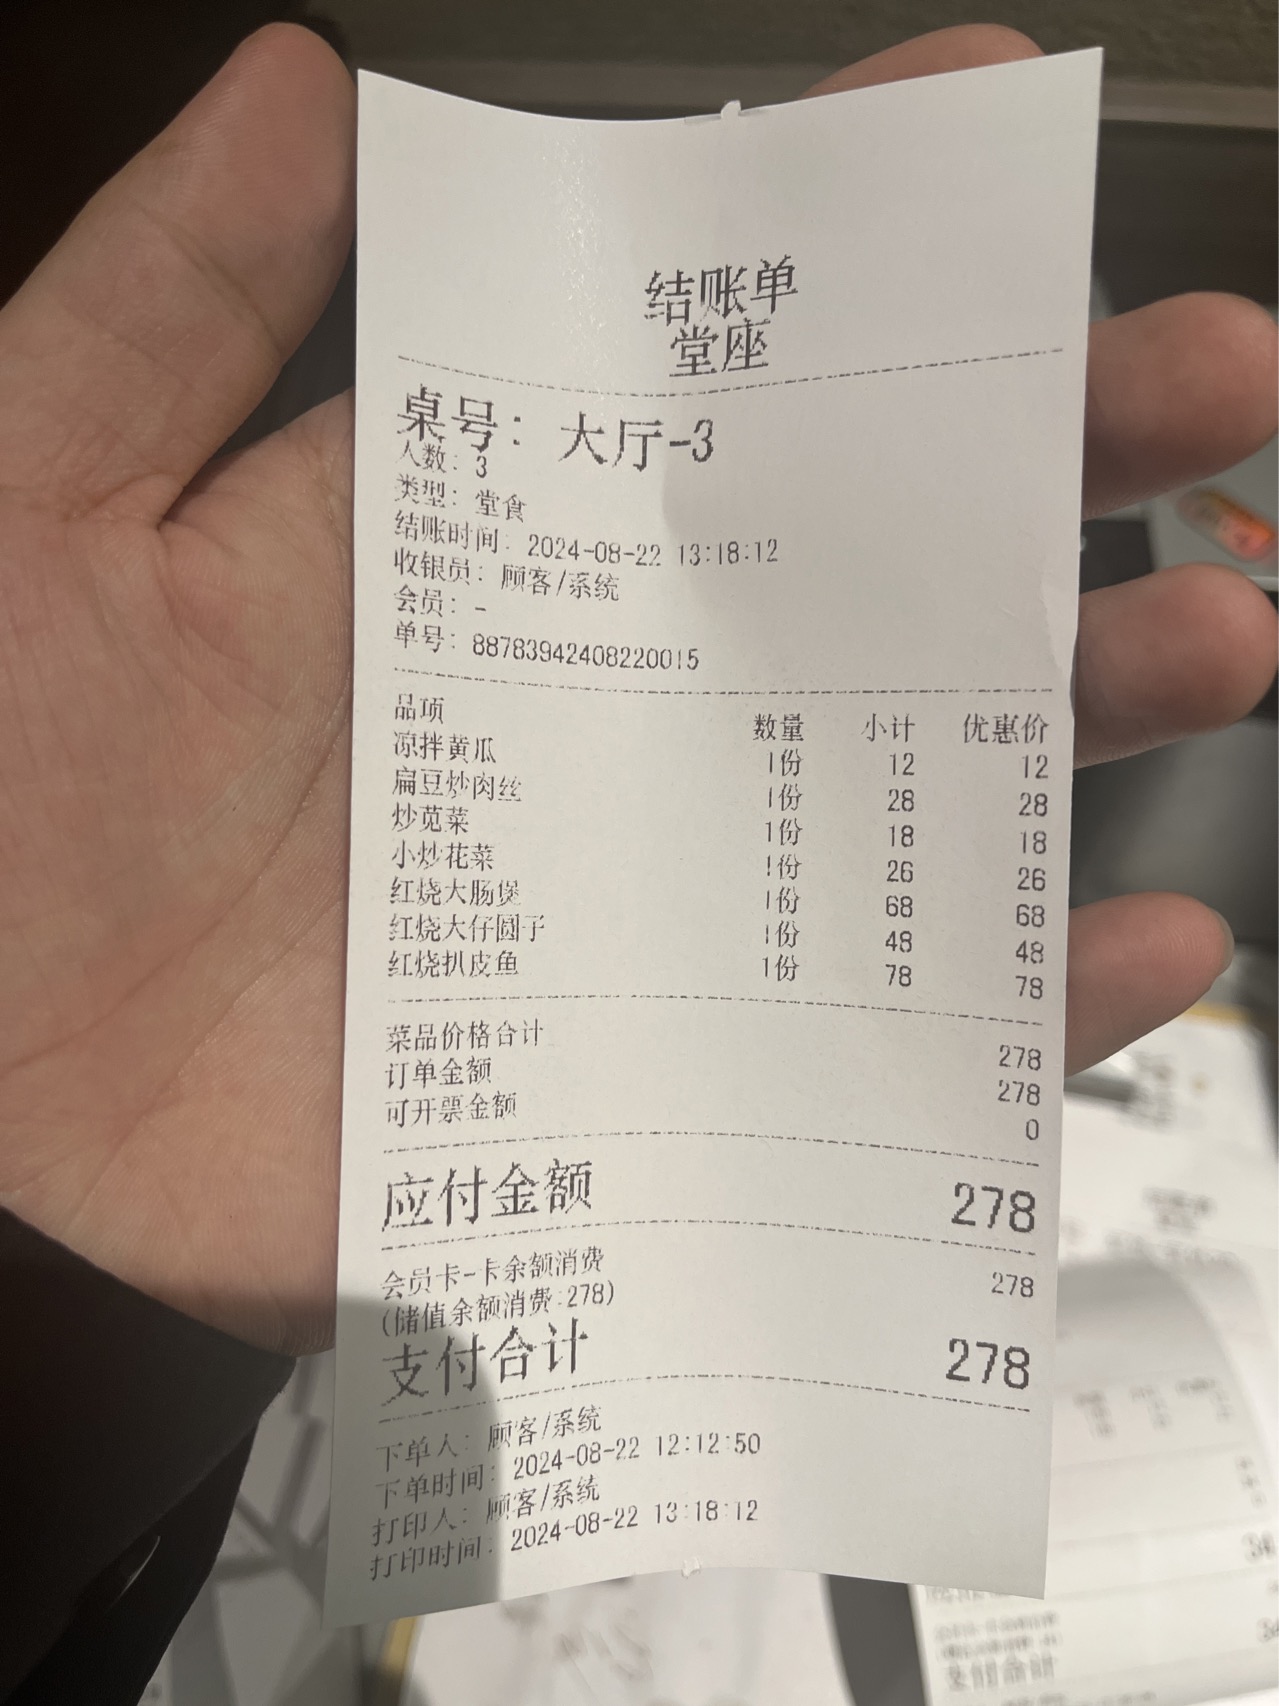 结账单
堂座
桌号： 大厅-3
人数：3
类型：堂食
结账时间：2024-08-22 13:18:12
收银员：顾客/系统
会员：-
单号：88783942408220015
品项 数量 小计 优惠价
凉拌黄瓜 1份 12 12
扁豆炒肉丝 1份 28 28
炒苋菜 1份 18 18
小炒花菜 1份 26 26
红烧大肠煲 1份 68 68
红烧大仔圆子 1份 48 48
红烧扒皮鱼 1份 78 78
菜品价格合计 278
订单金额 278
可开票金额 0
应付金额 278
会员卡-卡余额消费 278
(储值余额消费:278)
支付合计 278
下单人：顾客/系统
下单时间：2024-08-22 12:12:50
打印人：顾客/系统
打印时间：2024-08-22 13:18:12